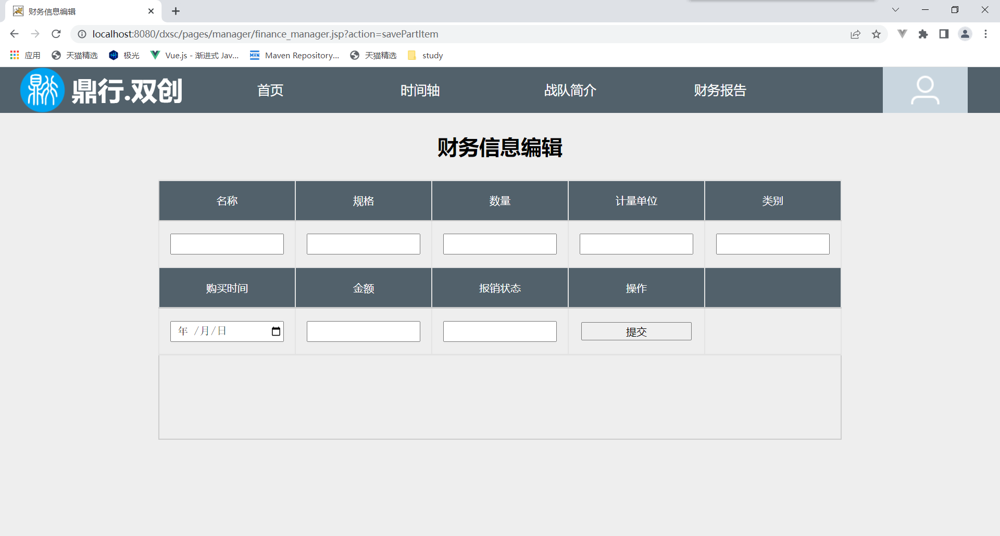 财务信息编辑
localhost:8080/dxsc/pages/manager/finance_manager.jsp?action=savePartItem
应用 天猫精选 极光 Vue.js - 渐进式 Jav... MVN Maven Repository... 天猫精选 study
鼎行.双创 首页 时间轴 战队简介 财务报告
财务信息编辑
名称 规格 数量 计量单位 类别
购买时间 金额 报销状态 操作
年 /月/日 提交